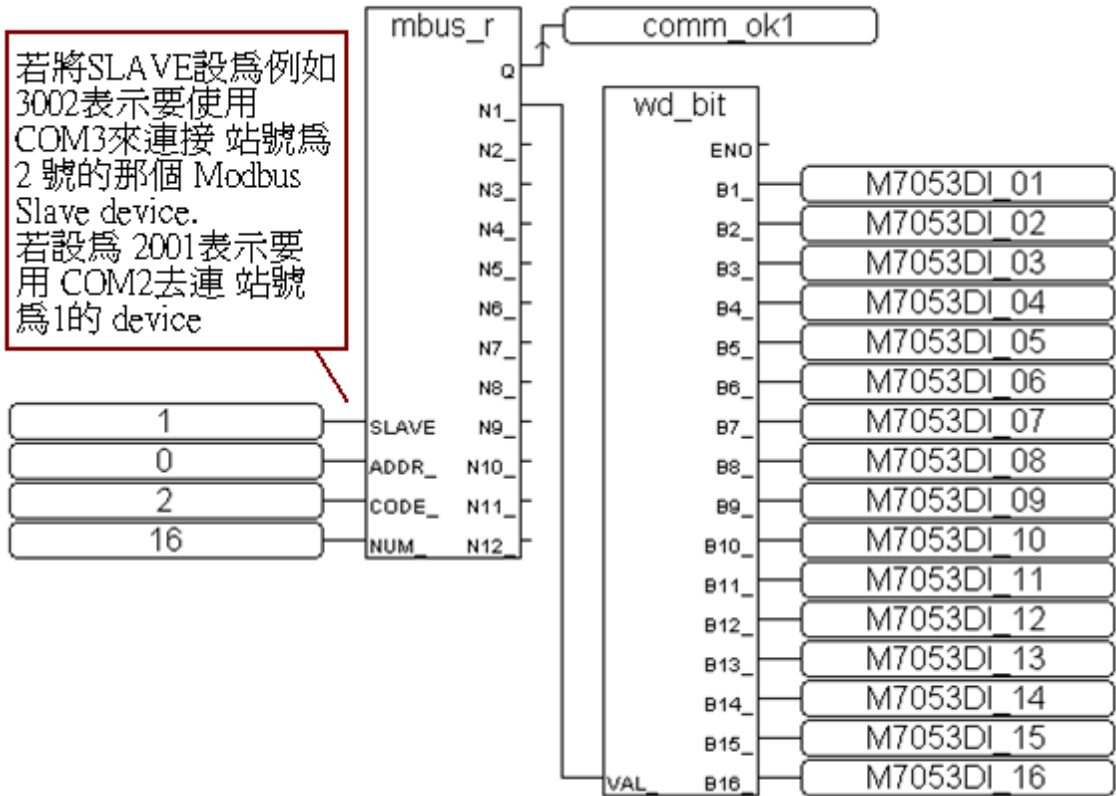 若將SLAVE設爲例如
3002表示要使用
COM3來連接 站號爲
2 號的那個 Modbus
Slave device.
若設爲 2001表示要
用 COM2去連 站號
爲1的 device
mbus_r
Q
N1_
N2_
N3_
N4_
N5_
N6_
N7_
N8_
SLAVE N9_
ADDR_ N10_
CODE_ N11_
NUM_ N12_
1
0
2
16
comm_ok1
wd_bit
ENO
B1_ M7053DI_01
B2_ M7053DI_02
B3_ M7053DI_03
B4_ M7053DI_04
B5_ M7053DI_05
B6_ M7053DI_06
B7_ M7053DI_07
B8_ M7053DI_08
B9_ M7053DI_09
B10_ M7053DI_10
B11_ M7053DI_11
B12_ M7053DI_12
B13_ M7053DI_13
B14_ M7053DI_14
B15_ M7053DI_15
VAL_ B16_ M7053DI_16